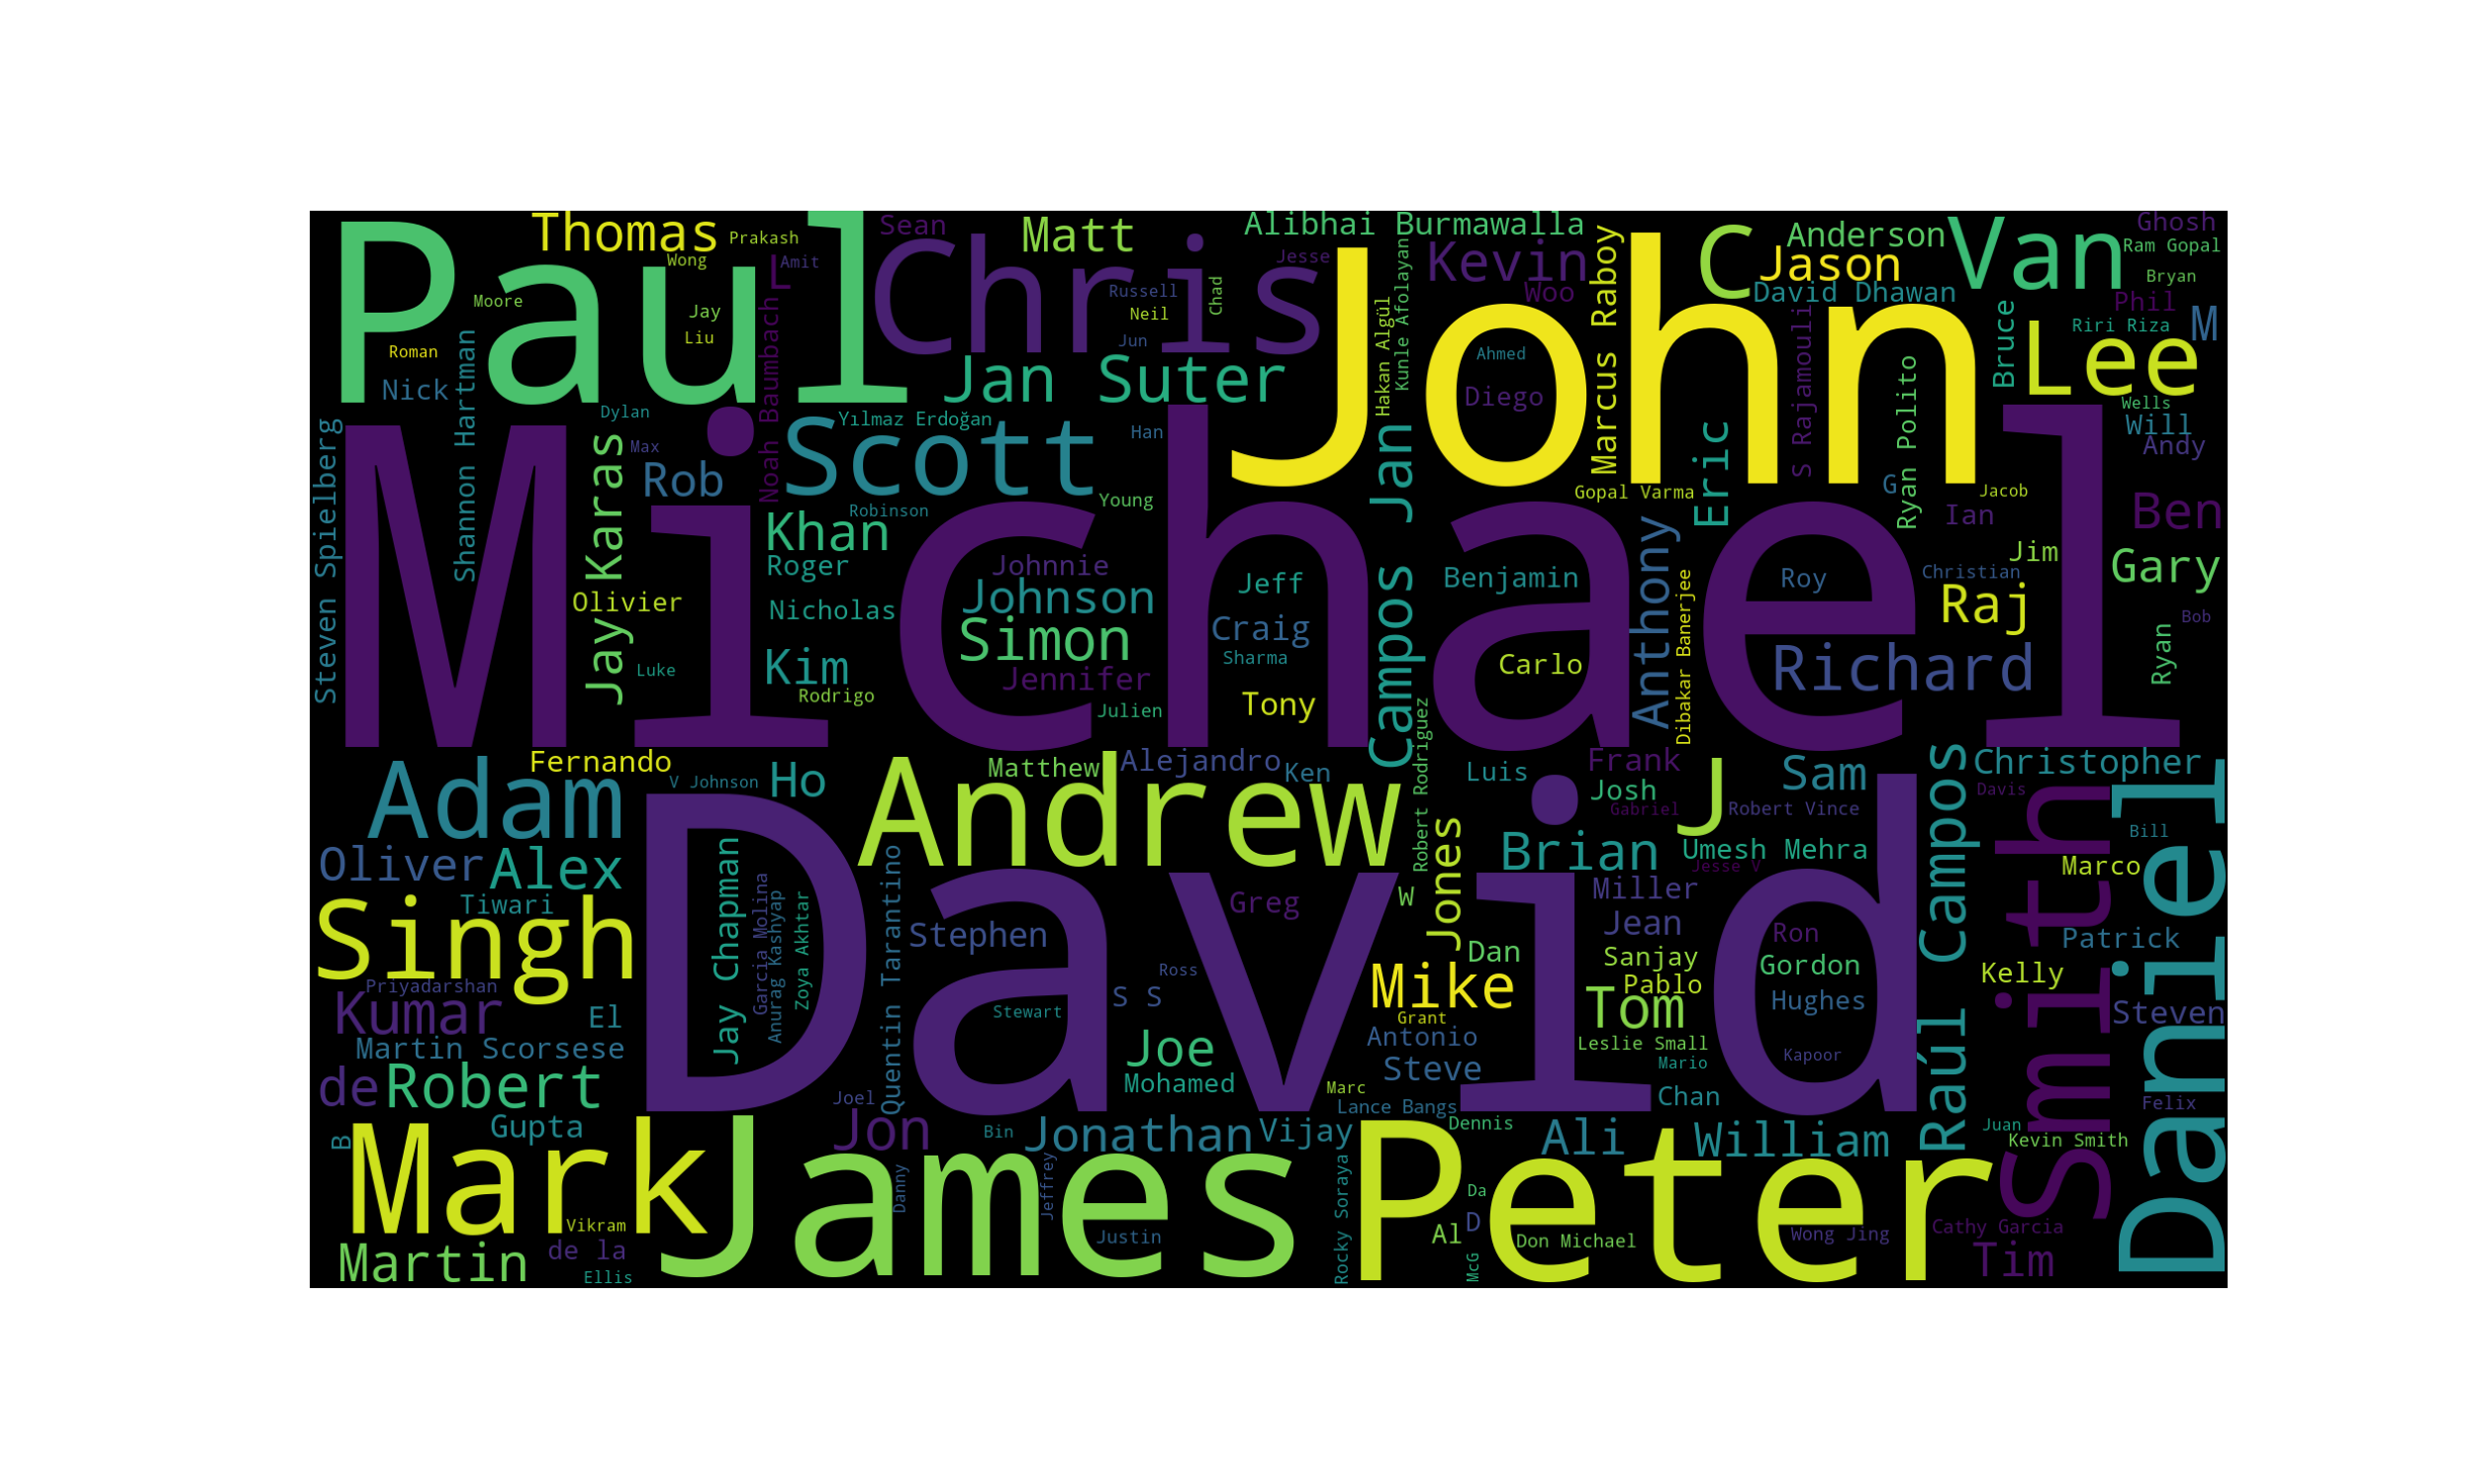 Paul
Thomas
Prakash
Wong
L
Amit
Sean
Chris
Matt
Russell
Neil
Jun
Chad
Jesse
Alibhai Burmawalla
John
Kevin
Woo
Marcus Raboy
C
Anderson
Jason
David Dhawan
Van
Ghosh
Ram Gopal
Bryan
Phil
Riri Riza
M
Lee
Bruce
Wells
Will
Andy
Moore
Jay
Liu
Roman
Nick
Shannon Hartman
Noah Baumbach
Jan Suter
Hakan Algül
Kunle Afolayan
Ahmed
Diego
S Rajamouli
Ryan Polito
Steven Spielberg
Michael
Dylan
Max
Rob
Jay Karas
Yılmaz Erdoğan
Scott
Han
Robinson
Young
Khan
Roger
Olivier
Nicholas
Luke
Kim
Rodrigo
Johnnie
Johnson
Simon
Jennifer
Julien
Jeff
Craig
Sharma
Tony
Campos Jan
Benjamin
Carlo
Gopal Varma
Anthony
Dibakar Banerjee
Eric
G
Jacob
Ian
Roy
Christian
Jim
Raj
Richard
Ben
Gary
Bob
Ryan
Adam
Fernando
V Johnson
Ho
Andrew
Matthew
Alejandro
Ken
Robert Rodriguez
Luis
Frank
Josh
Gabriel
J
Sam
Robert Vince
Christopher
Davis
Bill
Marco
Oliver
Alex
Tiwari
Singh
Priyadarshan
Kumar
El
Martin Scorsese
de
Robert
Gupta
B
David
Jay Chapman
Garcia Molina
Anurag Kashyap
Zoya Akhtar
Quentin Tarantino
Stephen
Greg
Ross
S S
Stewart
Joe
Mohamed
W
Jones
Dan
Mike
Grant
Antonio
Steve
Marc
Lance Bangs
Dennis
Brian
Umesh Mehra
Jesse V
Miller
Jean
Sanjay
Pablo
Tom
Leslie Small
Mario
Chan
Ron
Gordon
Hughes
Kapoor
Raúl Campos
Smith
Daniel
Patrick
Kelly
Steven
Felix
Juan
Kevin Smith
Mark
Vikram
Martin
de la
Ellis
Joel
Jon
Danny
Bin
Jonathan
Jeffrey
Vijay
James
Justin
Rocky Soraya
Peter
Da
D
Al
McG
Don Michael
Ali
William
Wong Jing
Cathy Garcia
Tim